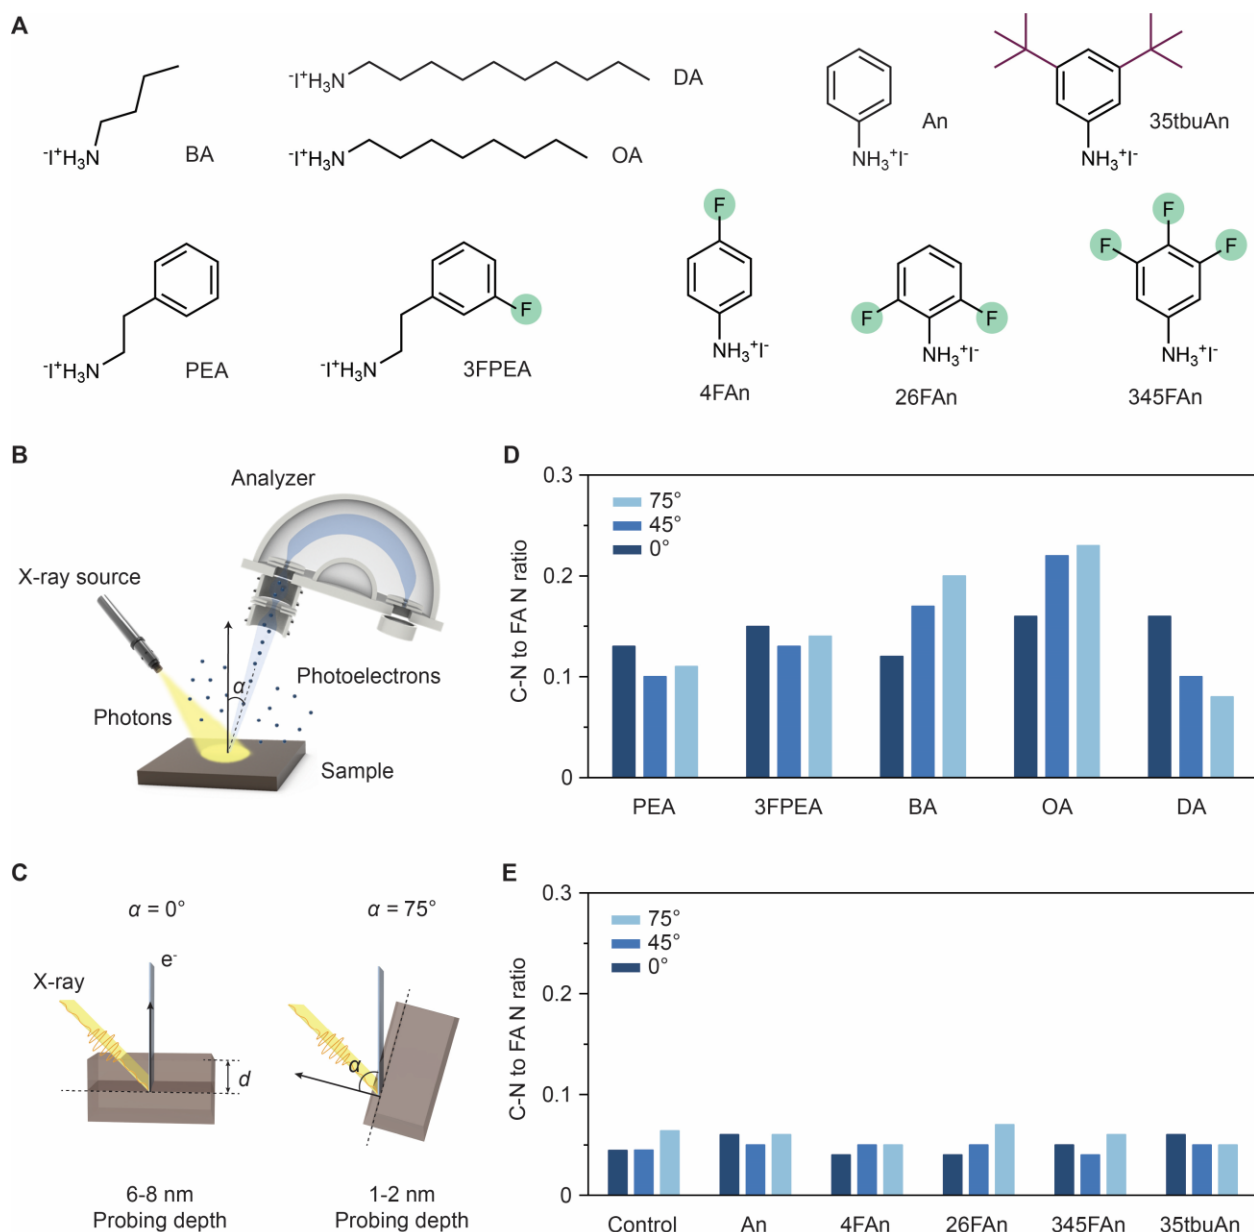 A
-I+H3N
BA
-I+H3N
DA
-I+H3N
OA
An
NH3+I-
35tbuAn
NH3+I-
-I+H3N
PEA
F
-I+H3N
3FPEA
F
NH3+I-
4FAn
F
F
NH3+I-
26FAn
F
F
F
NH3+I-
345FAn
B
Analyzer
X-ray source
α
Photoelectrons
Photons
Sample
C
α = 0°
α = 75°
X-ray
e-
d
α
6-8 nm
Probing depth
1-2 nm
Probing depth
D
C-N to FA N ratio
0.3
0.2
0.1
0
75°
45°
0°
PEA
3FPEA
BA
OA
DA
E
C-N to FA N ratio
0.3
0.2
0.1
0
75°
45°
0°
Control
An
4FAn
26FAn
345FAn
35tbuAn